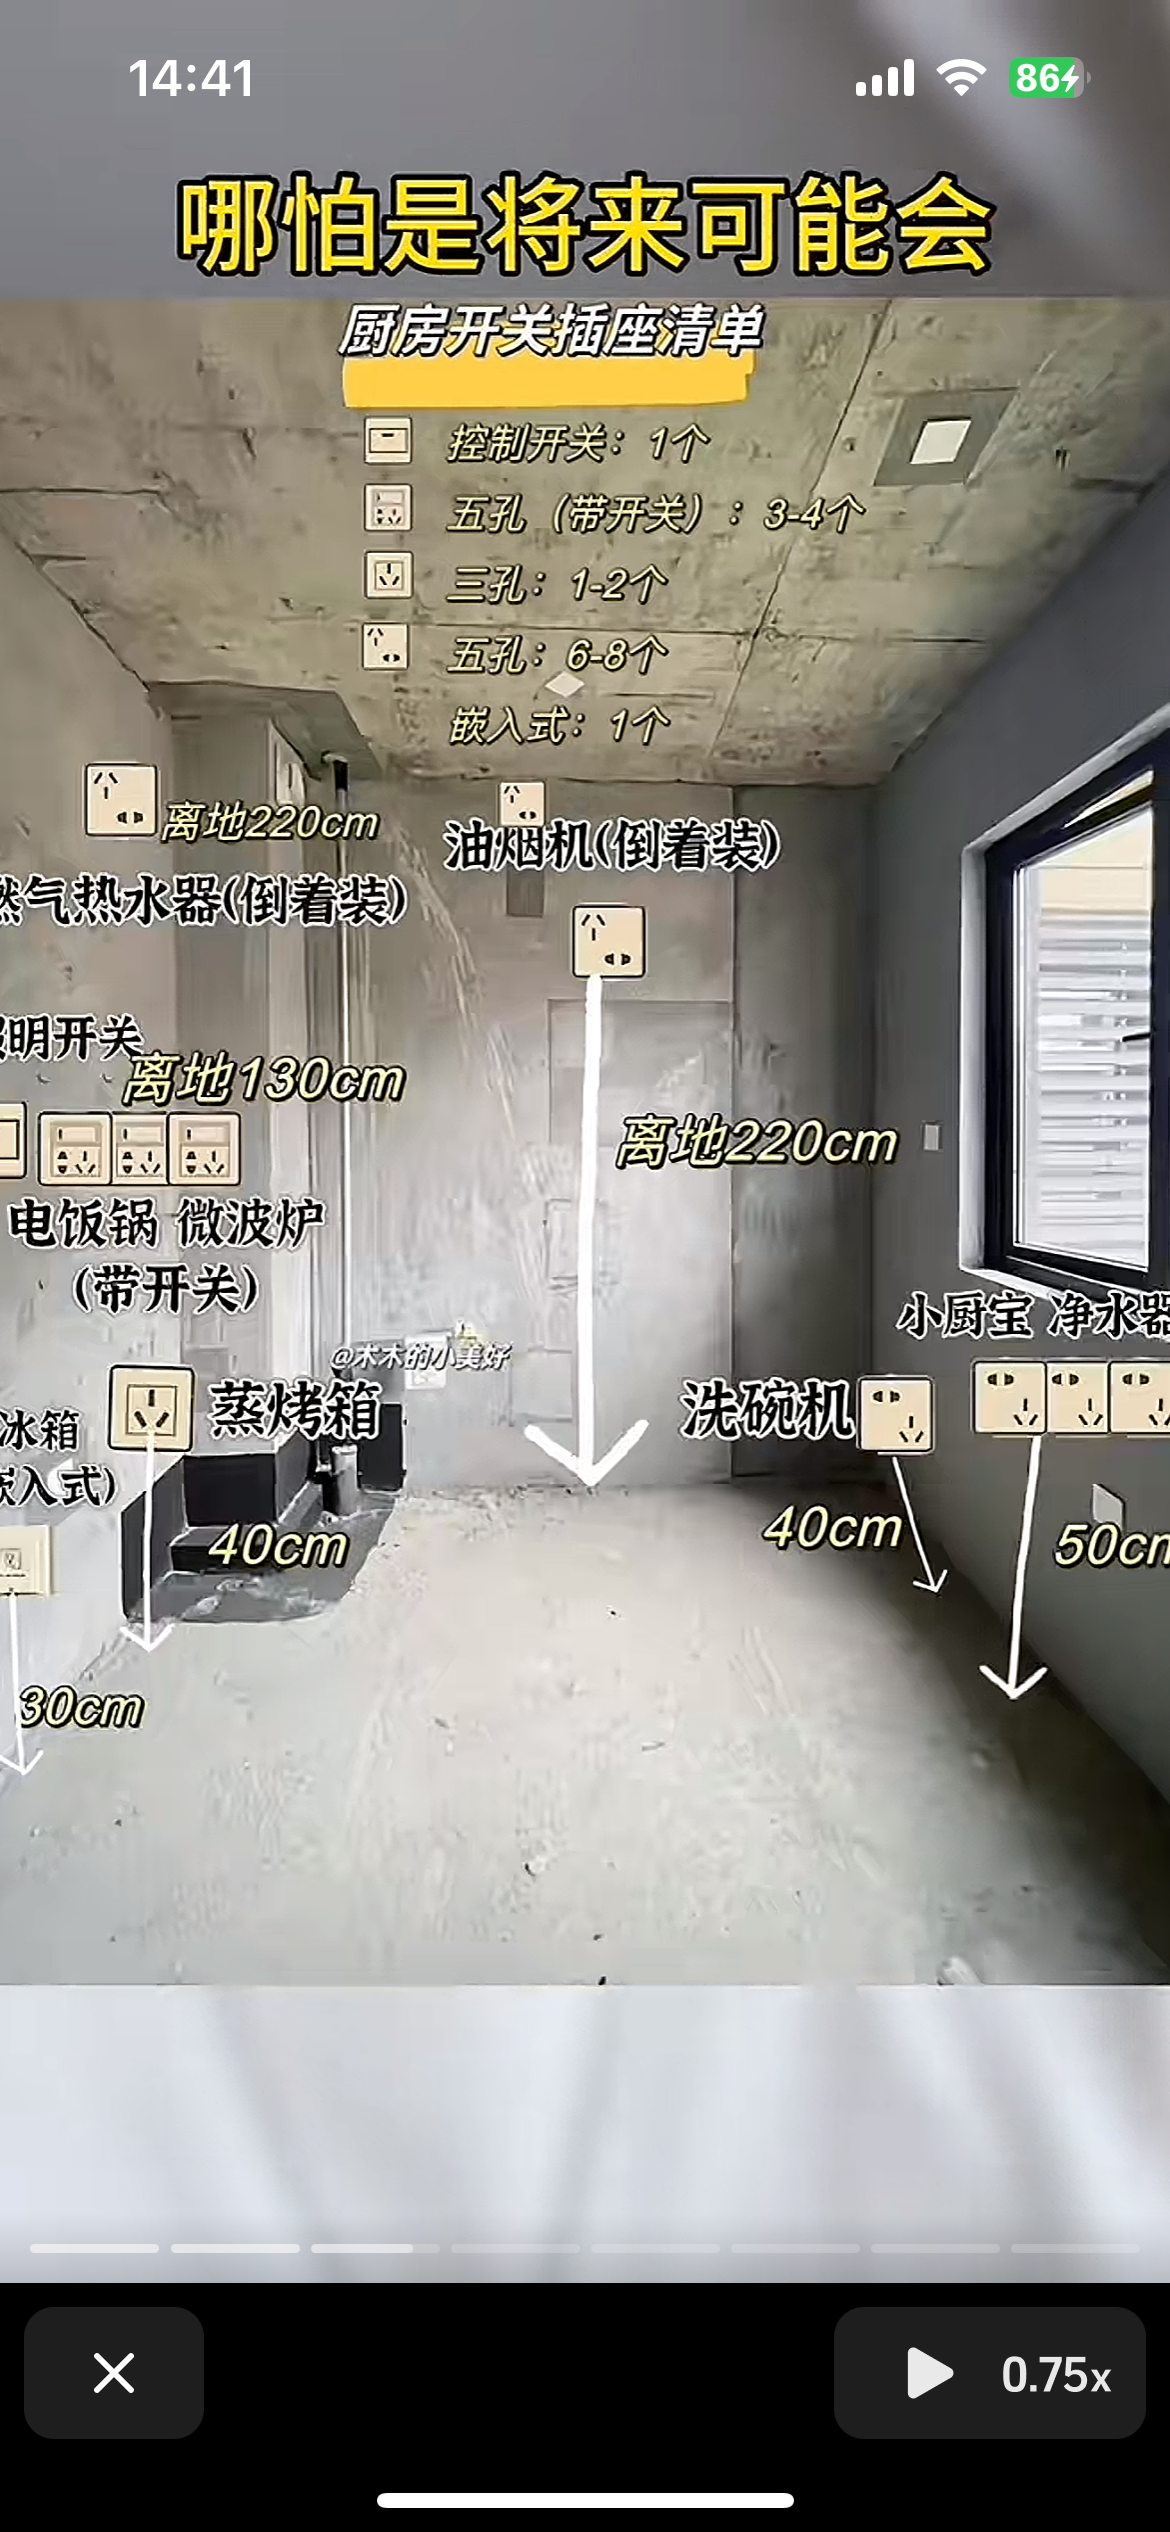 14:41
86
哪怕是将来可能会
厨房开关插座清单
控制开关：1个
五孔（带开关）：3-4个
三孔：1-2个
五孔：6-8个
嵌入式：1个
离地220cm
油烟机(倒着装)
燃气热水器(倒着装)
照明开关
离地130cm
离地220cm
电饭锅 微波炉
(带开关)
小厨宝 净水器
@木木的小美好
蒸烤箱
洗碗机
冰箱
嵌入式)
40cm
40cm
50cm
30cm
0.75x